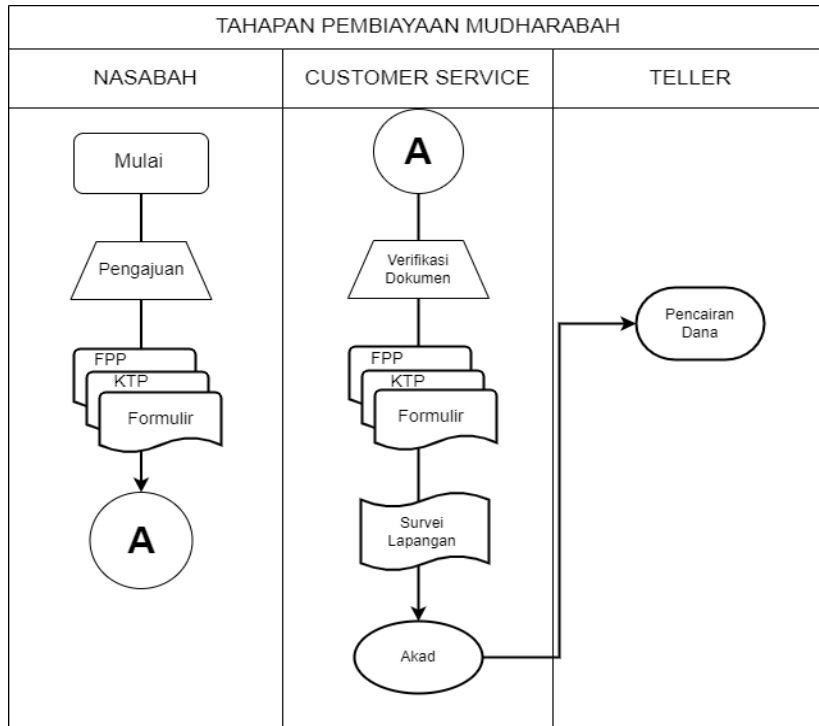 TAHAPAN PEMBIAYAAN MUDHARABAH
NASABAH
CUSTOMER SERVICE
TELLER
Mulai
Pengajuan
FPP
KTP
Formulir
A
A
Verifikasi
Dokumen
FPP
KTP
Formulir
Survei
Lapangan
Akad
Pencairan
Dana